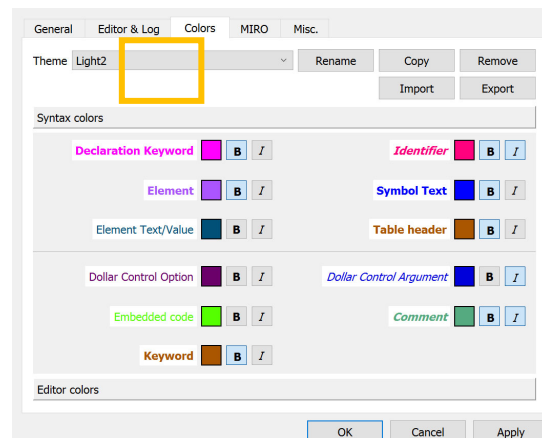 General Editor & Log Colors MIRO Misc.
Theme Light2 Rename Copy Remove
Import Export
Syntax colors
Declaration Keyword B I Identifier B I
Element B I Symbol Text B I
Element Text/Value B I Table header B I
Dollar Control Option B I Dollar Control Argument B I
Embedded code B I Comment B I
Keyword B I
Editor colors
OK Cancel Apply